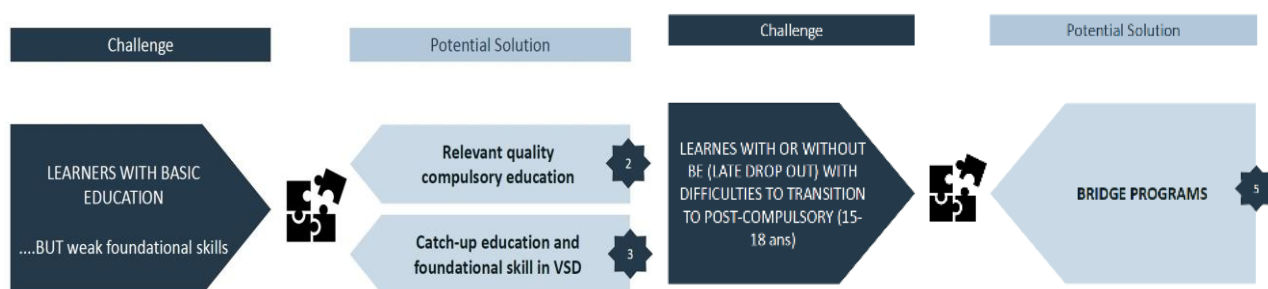 Challenge
Potential Solution
LEARNERS WITH BASIC
EDUCATION
....BUT weak foundational skills
Relevant quality
compulsory education
2
Catch-up education and
foundational skill in VSD
3
Challenge
Potential Solution
LEARNES WITH OR WITHOUT
BE (LATE DROP OUT) WITH
DIFFICULTIES TO TRANSITION
TO POST-COMPULSORY (15-
18 ans)
BRIDGE PROGRAMS
5